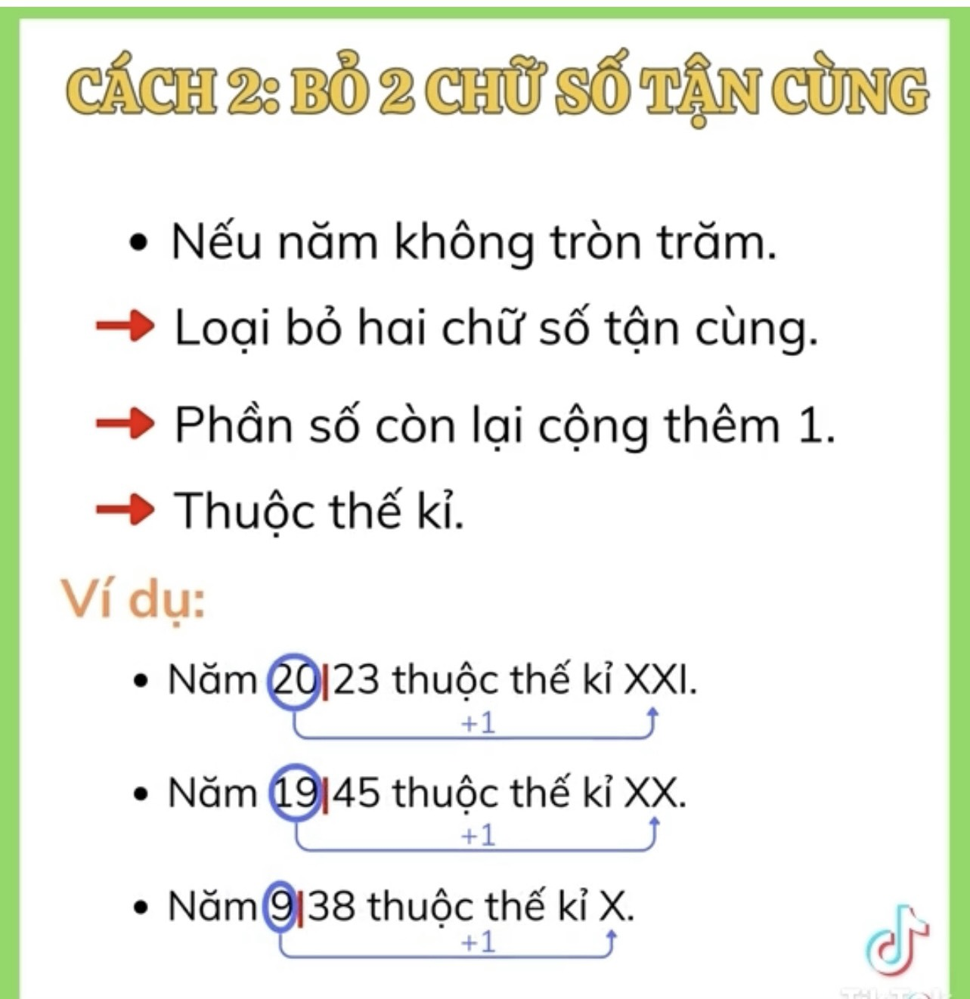 CÁCH 2: BỎ 2 CHỮ SỐ TẬN CÙNG
• Nếu năm không tròn trăm.
Loại bỏ hai chữ số tận cùng.
Phần số còn lại cộng thêm 1.
Thuộc thế kỉ.
Ví dụ:
• Năm 20|23 thuộc thế kỉ XXI.
+1
• Năm 19|45 thuộc thế kỉ XX.
+1
• Năm 9|38 thuộc thế kỉ X.
+1